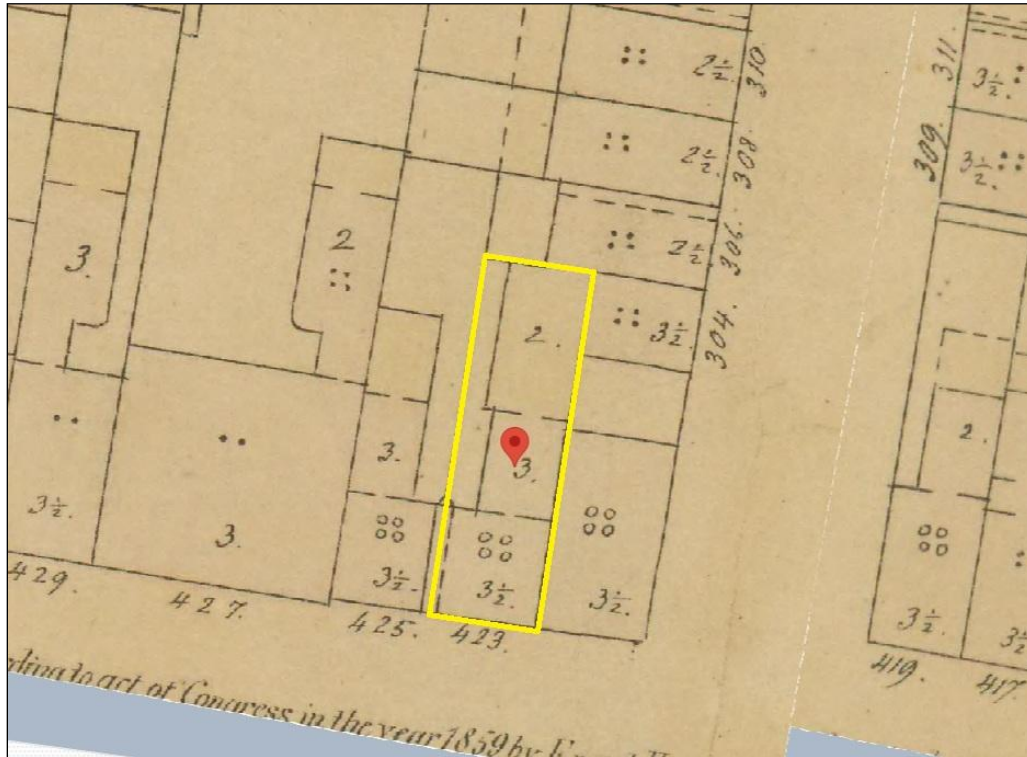 2½. 310.
311.
3½.
2½. 308.
309.
3½.
2
3.
2½. 306.
2. 3½ 304.
3. 3. 2.
3½. 3. 3½. 3½. 3½. 3½. 3½
429. 427. 425. 423. 419. 417
rding to act of Congress in the year 1859 by